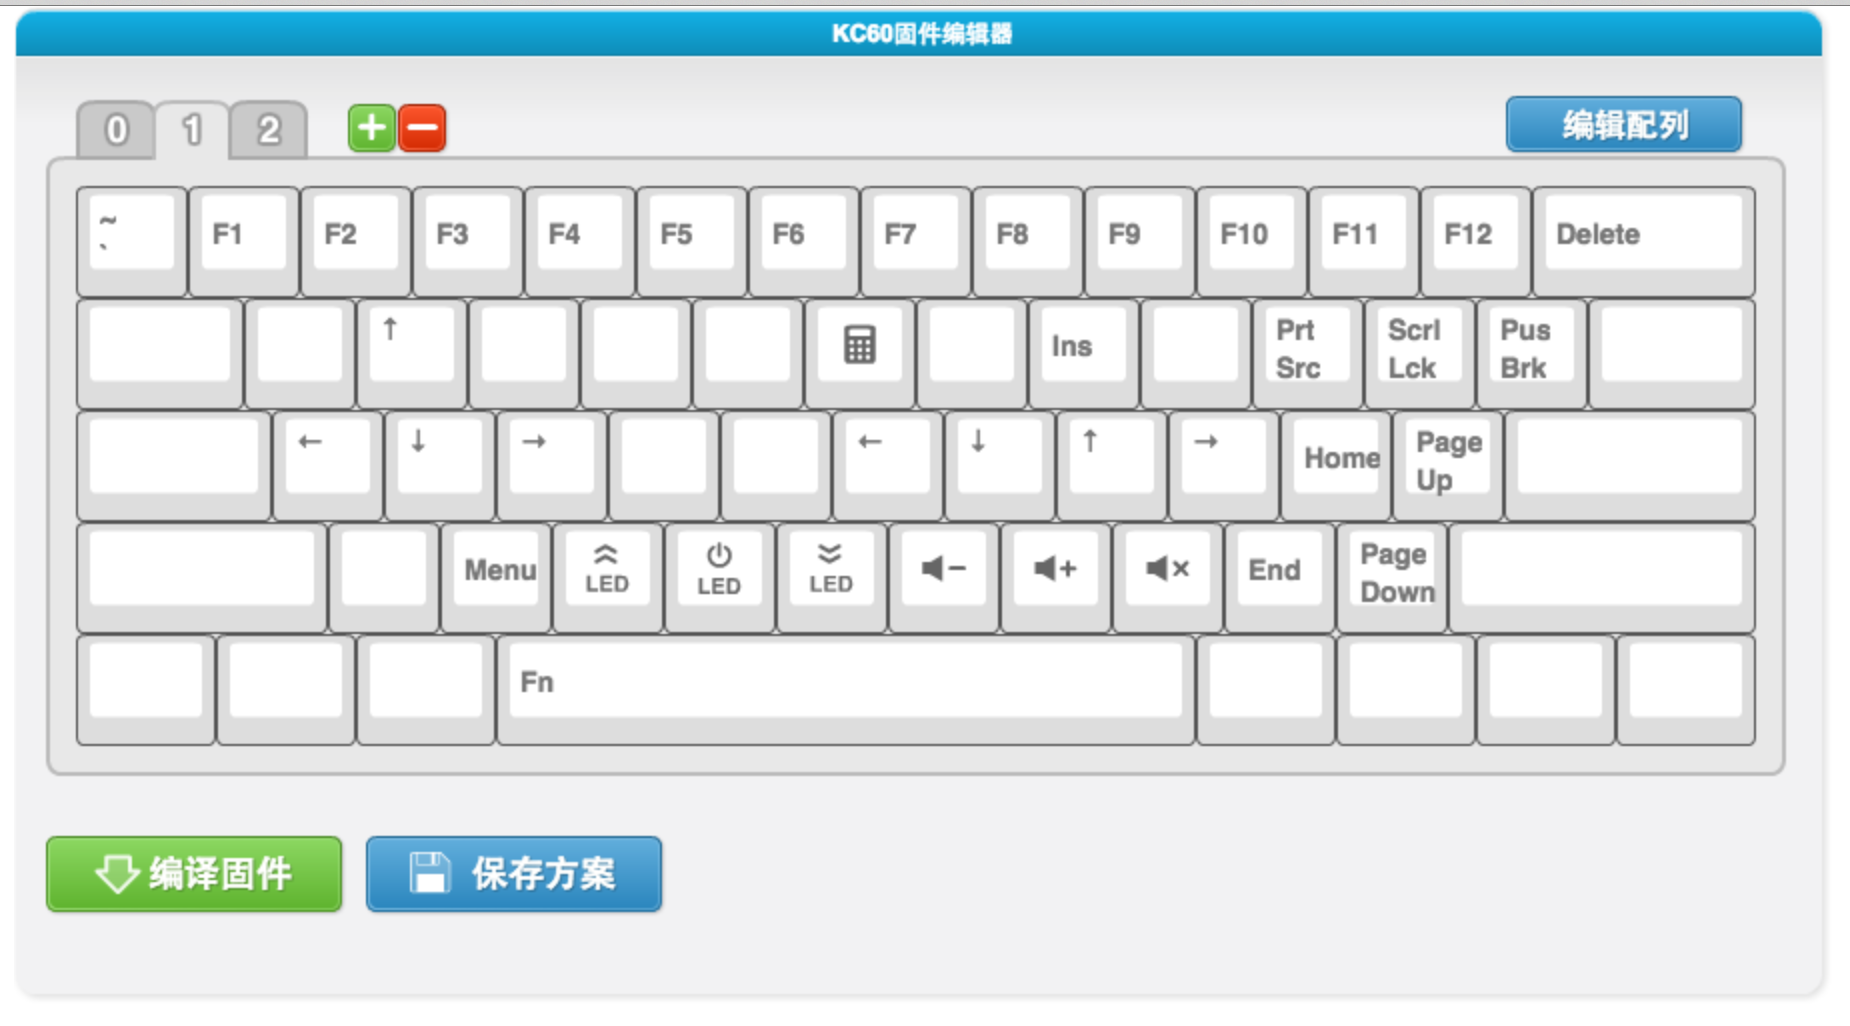 KC60固件编辑器
0 1 2
编辑配列
~
` F1 F2 F3 F4 F5 F6 F7 F8 F9 F10 F11 F12 Delete
↑ Ins Prt Src Scrl Lck Pus Brk
← ↓ → ← ↓ ↑ → Home Page Up
Menu LED LED LED End Page Down
Fn
编译固件 保存方案